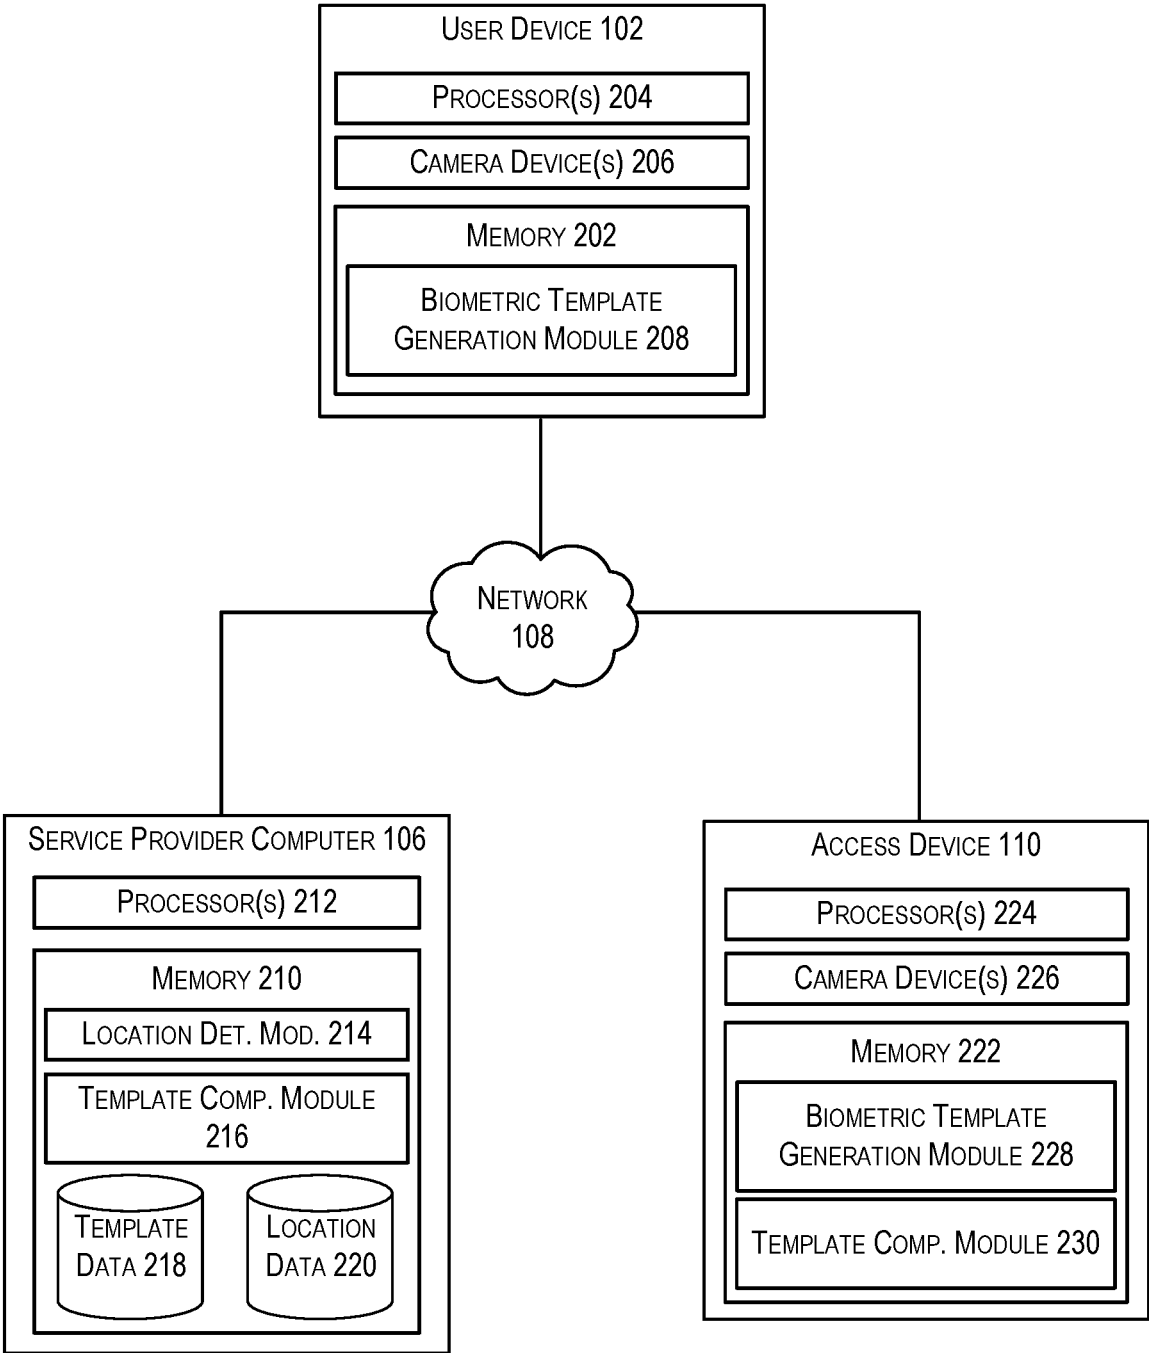 USER DEVICE 102
PROCESSOR(S) 204
CAMERA DEVICE(S) 206
MEMORY 202
BIOMETRIC TEMPLATE
GENERATION MODULE 208
NETWORK
108
SERVICE PROVIDER COMPUTER 106
PROCESSOR(S) 212
MEMORY 210
LOCATION DET. MOD. 214
TEMPLATE COMP. MODULE
216
TEMPLATE
DATA 218
LOCATION
DATA 220
ACCESS DEVICE 110
PROCESSOR(S) 224
CAMERA DEVICE(S) 226
MEMORY 222
BIOMETRIC TEMPLATE
GENERATION MODULE 228
TEMPLATE COMP. MODULE 230